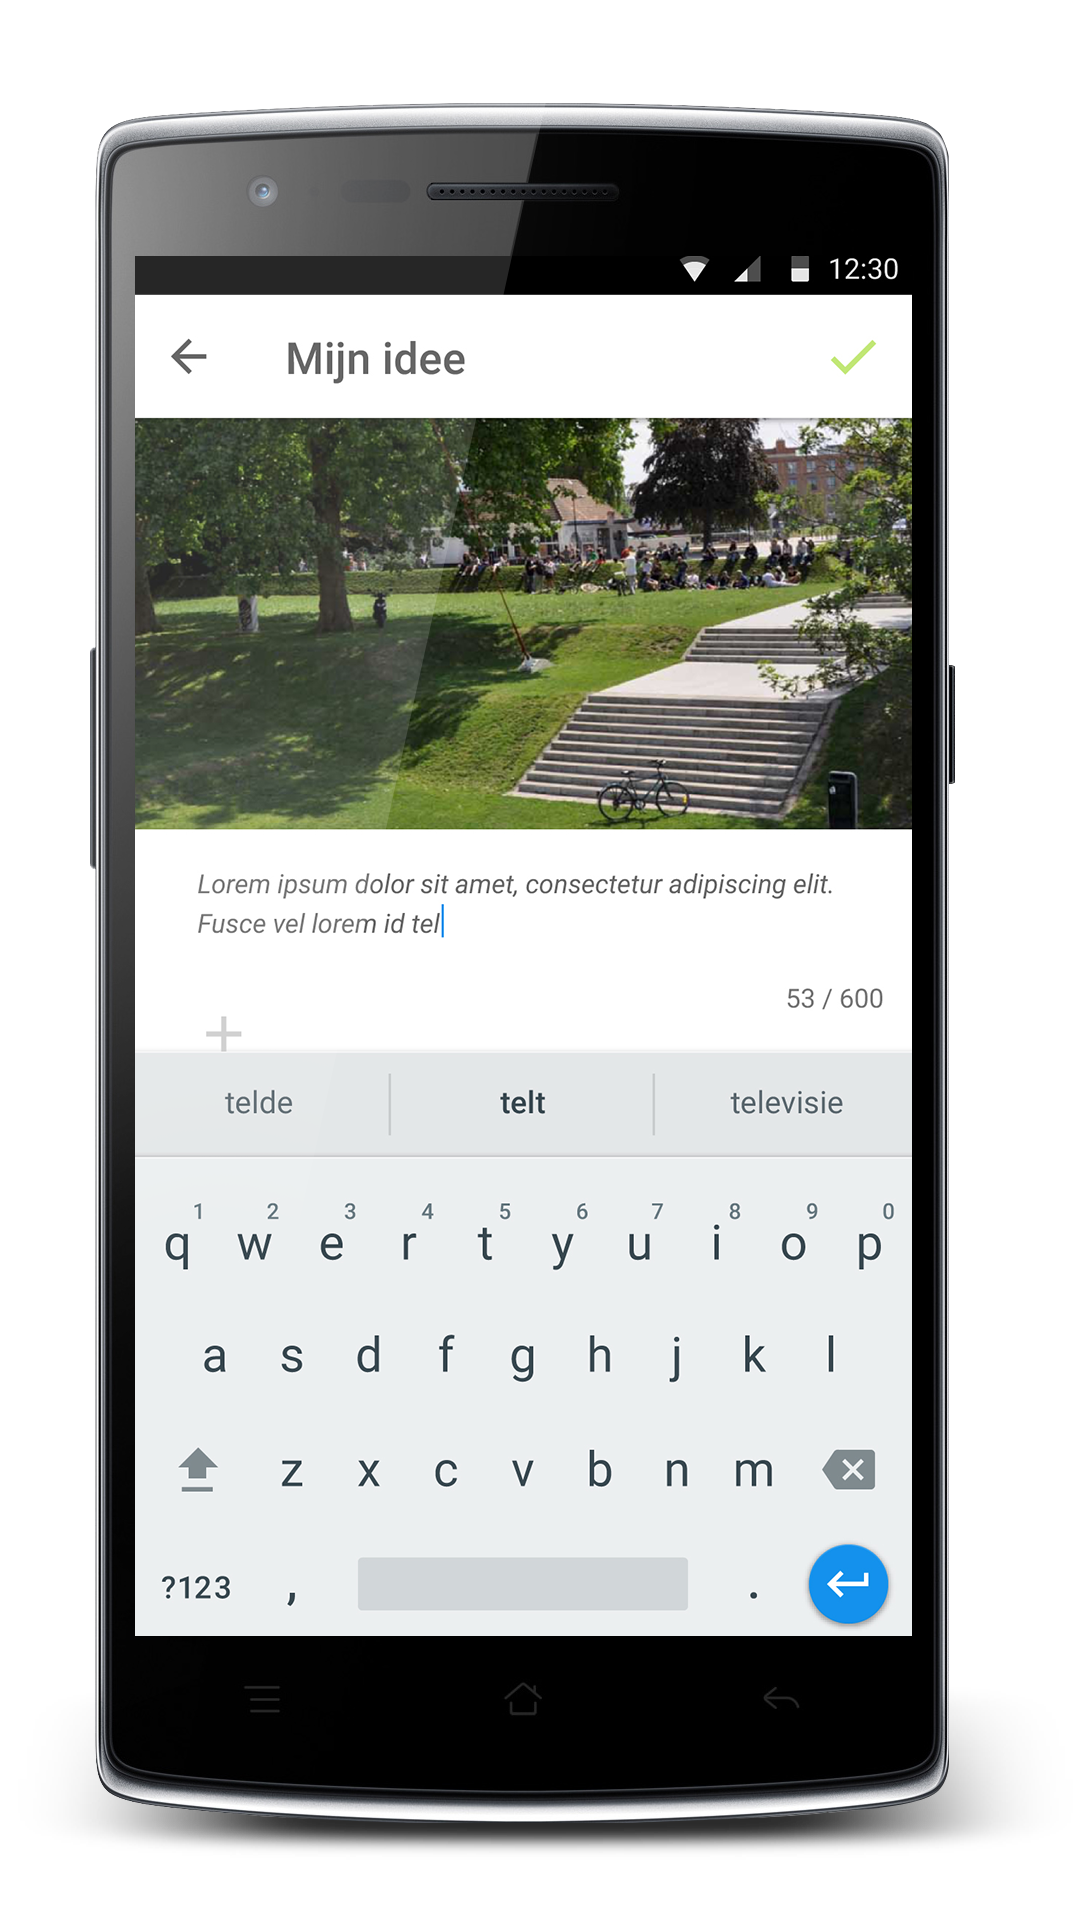 12:30
Mijn idee
Lorem ipsum dolor sit amet, consectetur adipiscing elit.
Fusce vel lorem id tel
53 / 600
telde telt televisie
1 2 3 4 5 6 7 8 9 0
q w e r t y u i o p
a s d f g h j k l
z x c v b n m
?123 , .